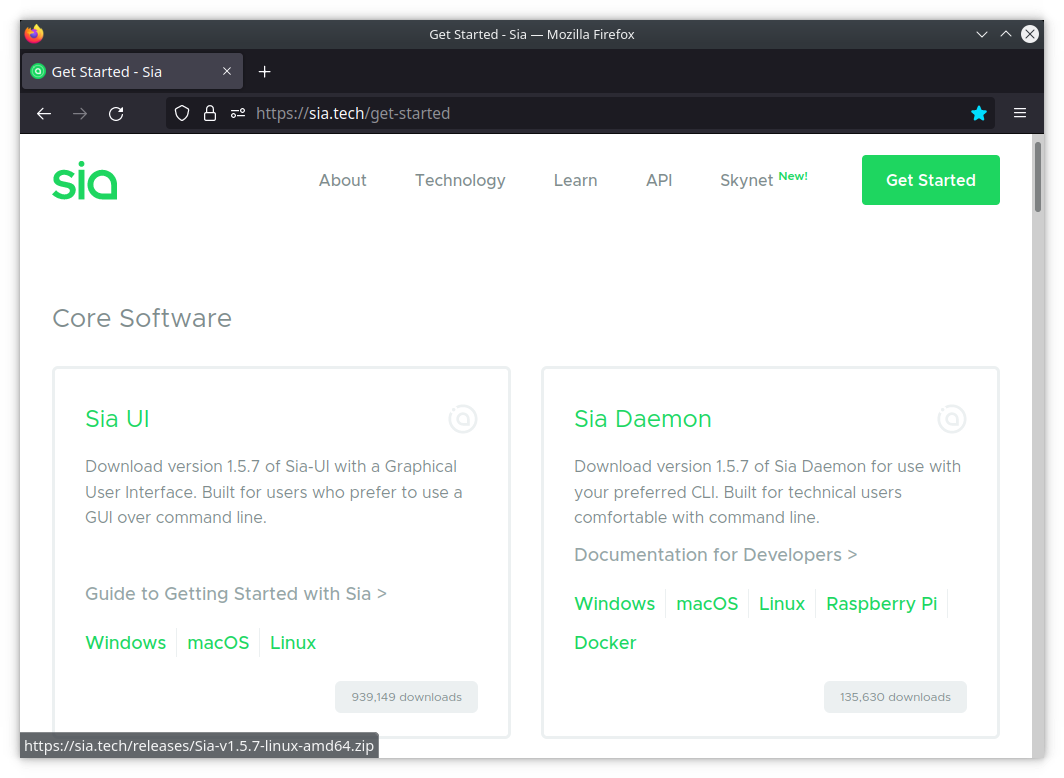 Get Started - Sia — Mozilla Firefox
Get Started - Sia
https://sia.tech/get-started
sia
About
Technology
Learn
API
Skynet New!
Get Started
Core Software
Sia UI
Download version 1.5.7 of Sia-UI with a Graphical
User Interface. Built for users who prefer to use a
GUI over command line.
Guide to Getting Started with Sia >
Windows
macOS
Linux
939,149 downloads
Sia Daemon
Download version 1.5.7 of Sia Daemon for use with
your preferred CLI. Built for technical users
comfortable with command line.
Documentation for Developers >
Windows
macOS
Linux
Raspberry Pi
Docker
135,630 downloads
https://sia.tech/releases/Sia-v1.5.7-linux-amd64.zip